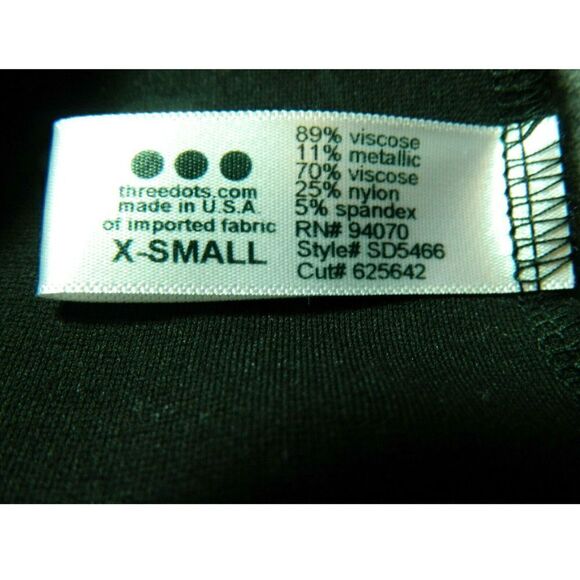 threedots.com
made in U.S.A.
of imported fabric
X-SMALL
89% viscose
11% metallic
70% viscose
25% nylon
5% spandex
RN# 94070
Style# SD5466
Cut# 625642